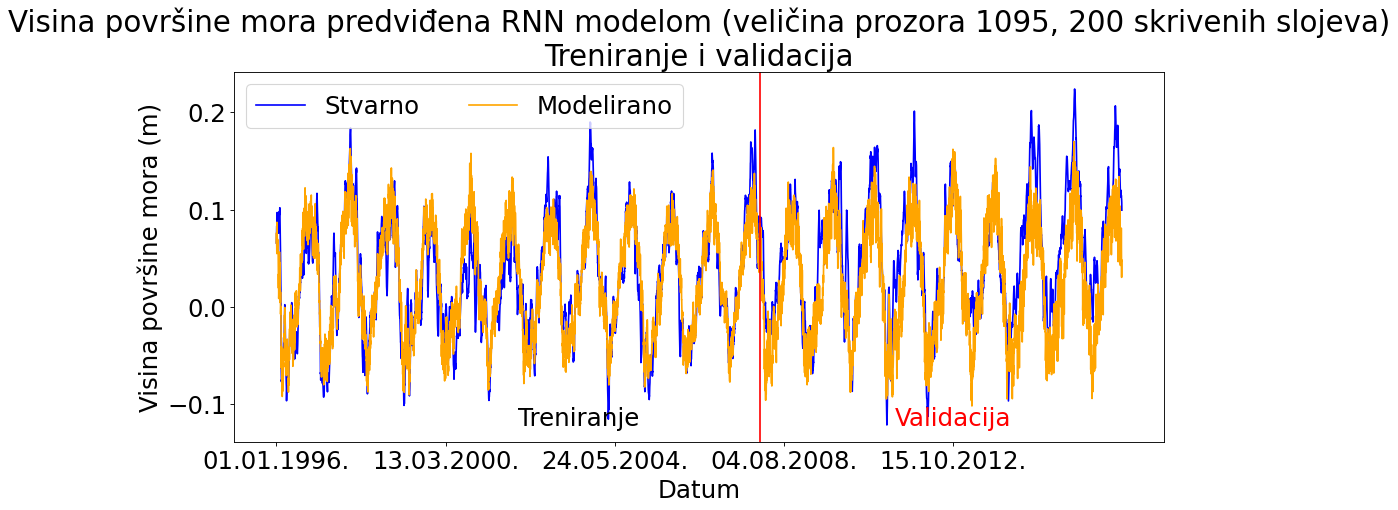 Visina površine mora predviđena RNN modelom (veličina prozora 1095, 200 skrivenih slojeva)
Treniranje i validacija
Stvarno
Modelirano
Visina površine mora (m)
0.2
0.1
0.0
−0.1
Treniranje
Validacija
01.01.1996.
13.03.2000.
24.05.2004.
04.08.2008.
15.10.2012.
Datum